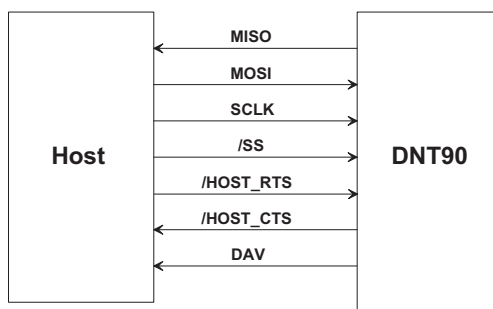 MISO
MOSI
SCLK
/SS
Host
DNT90
/HOST_RTS
/HOST_CTS
DAV